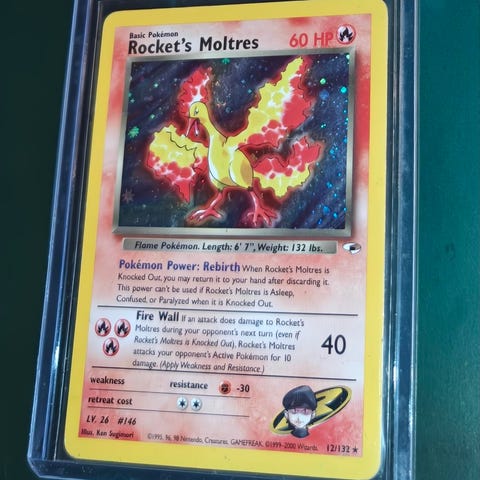 Basic Pokémon
Rocket's Moltres 60 HP
Flame Pokémon. Length: 6' 7", Weight: 132 lbs.
Pokémon Power: Rebirth When Rocket's Moltres is
Knocked Out, you may return it to your hand after discarding it.
This power can't be used if Rocket's Moltres is Asleep,
Confused, or Paralyzed when it is Knocked Out.
Fire Wall If an attack does damage to Rocket's
Moltres during your opponent's next turn (even if
Rocket's Moltres is Knocked Out), Rocket's Moltres
attacks your opponent's Active Pokémon for 10
damage. (Apply Weakness and Resistance.)
40
weakness resistance -30
retreat cost
LV. 26 #146
Illus. Ken Sugimori
©1995, 96, 98 Nintendo, Creatures, GAMEFREAK. ©1999-2000 Wizards. 12/132 ★